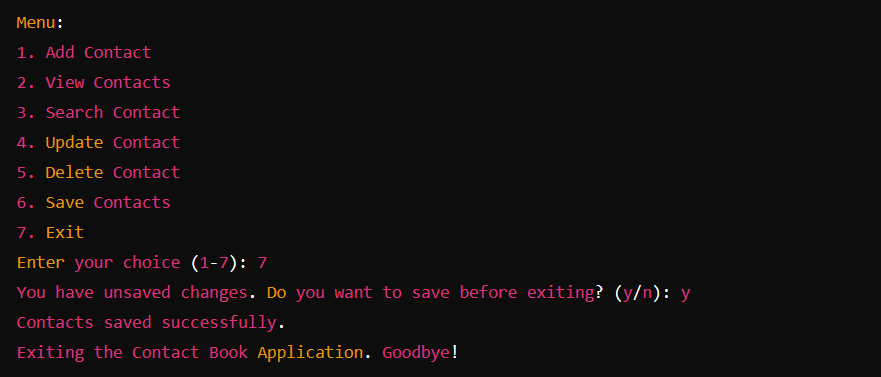 Menu:
1. Add Contact
2. View Contacts
3. Search Contact
4. Update Contact
5. Delete Contact
6. Save Contacts
7. Exit
Enter your choice (1-7): 7
You have unsaved changes. Do you want to save before exiting? (y/n): y
Contacts saved successfully.
Exiting the Contact Book Application. Goodbye!